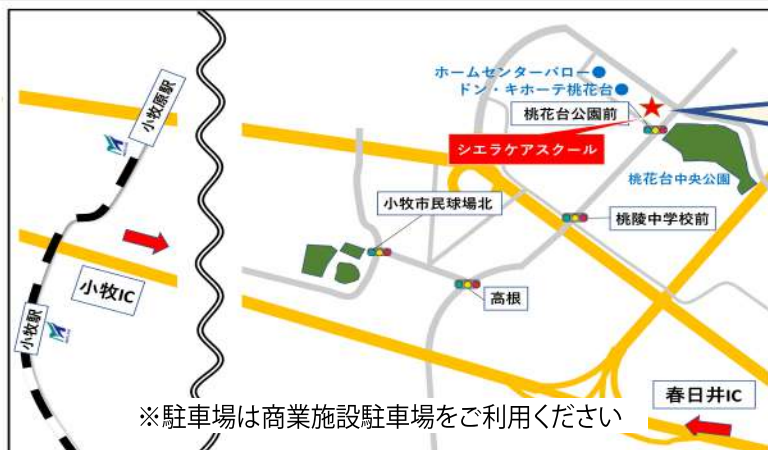 ホームセンターバロー
ドン・キホーテ桃花台
桃花台公園前
シエラケアスクール
桃花台中央公園
小牧原駅
小牧市民球場北
桃陵中学校前
小牧IC
高根
小牧駅
春日井IC
※駐車場は商業施設駐車場をご利用ください